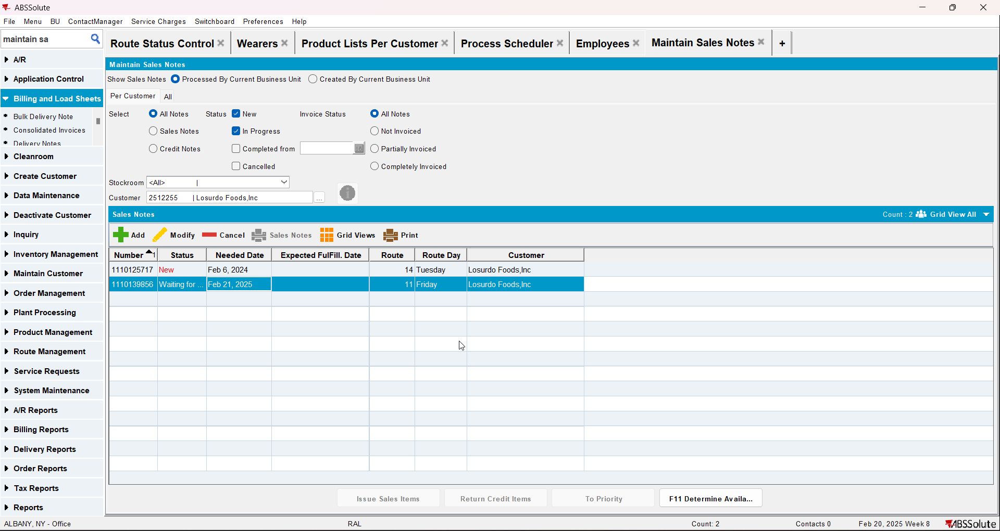 ABSSolute
File Menu BU ContactManager Service Charges Switchboard Preferences Help
maintain sa
Route Status Control Wearers Product Lists Per Customer Process Scheduler Employees Maintain Sales Notes +
A/R
Application Control
Billing and Load Sheets
Bulk Delivery Note
Consolidated Invoices
Delivery Notes
Cleanroom
Create Customer
Data Maintenance
Deactivate Customer
Inquiry
Inventory Management
Maintain Customer
Order Management
Plant Processing
Product Management
Route Management
Service Requests
System Maintenance
A/R Reports
Billing Reports
Delivery Reports
Order Reports
Tax Reports
Reports
Maintain Sales Notes
Show Sales Notes Processed By Current Business Unit Created By Current Business Unit
Per Customer All
Select All Notes Status New Invoice Status All Notes
Sales Notes In Progress Not Invoiced
Credit Notes Completed from 16 Partially Invoiced
Cancelled Completely Invoiced
Stockroom <All> |
Customer 2512255 | Losurdo Foods,Inc ...
Sales Notes Count : 2 Grid View All
Add Modify Cancel Sales Notes Grid Views Print
Number 1 Status Needed Date Expected FulFill. Date Route Route Day Customer
1110125717 New Feb 6, 2024 14 Tuesday Losurdo Foods,Inc
1110139856 Waiting for ... Feb 21, 2025 11 Friday Losurdo Foods,Inc
Issue Sales Items Return Credit Items To Priority F11 Determine Availa...
ALBANY, NY - Office RAL Count: 2 Contacts 0 Feb 20, 2025 Week 8 ABSSolute